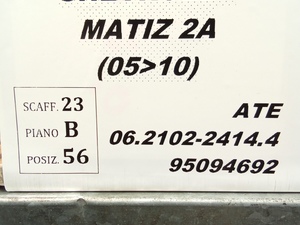 MATIZ 2A
(05>10)
SCAFF. 23
PIANO B
POSIZ. 56
ATE
06.2102-2414.4
95094692